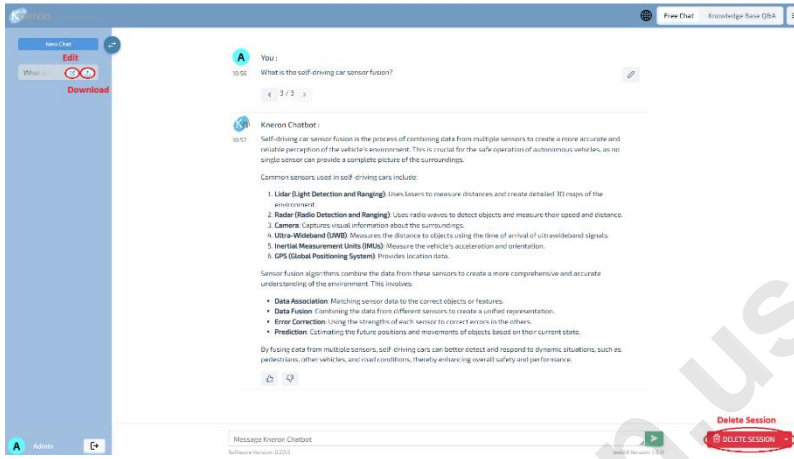 Kneron
Free Chat Knowledge Base Q&A
New Chat
Edit
What is
Download
A
You :
10:56
What is the self-driving car sensor fusion?
< 3 / 3 >
Kneron Chatbot :
10:57
Self-driving car sensor fusion is the process of combining data from multiple sensors to create a more accurate and
reliable perception of the vehicle's environment. This is crucial for the safe operation of autonomous vehicles, as no
single sensor can provide a complete picture of the surroundings.
Common sensors used in self-driving cars include:
1. Lidar (Light Detection and Ranging): Uses lasers to measure distances and create detailed 3D maps of the
environment.
2. Radar (Radio Detection and Ranging): Uses radio waves to detect objects and measure their speed and distance.
3. Camera: Captures visual information about the surroundings.
4. Ultra-Wideband (UWB): Measures the distance to objects using the time of arrival of ultrawideband signals.
5. Inertial Measurement Units (IMUs): Measure the vehicle's acceleration and orientation.
6. GPS (Global Positioning System): Provides location data.
Sensor fusion algorithms combine the data from these sensors to create a more comprehensive and accurate
understanding of the environment. This involves:
• Data Association: Matching sensor data to the correct objects or features.
• Data Fusion: Combining the data from different sensors to create a unified representation.
• Error Correction: Using the strengths of each sensor to correct errors in the others.
• Prediction: Estimating the future positions and movements of objects based on their current state.
By fusing data from multiple sensors, self-driving cars can better detect and respond to dynamic situations, such as
pedestrians, other vehicles, and road conditions, thereby enhancing overall safety and performance.
Delete Session
A Admin
Message Kneron Chatbot
DELETE SESSION
Software Version: 0.20.0